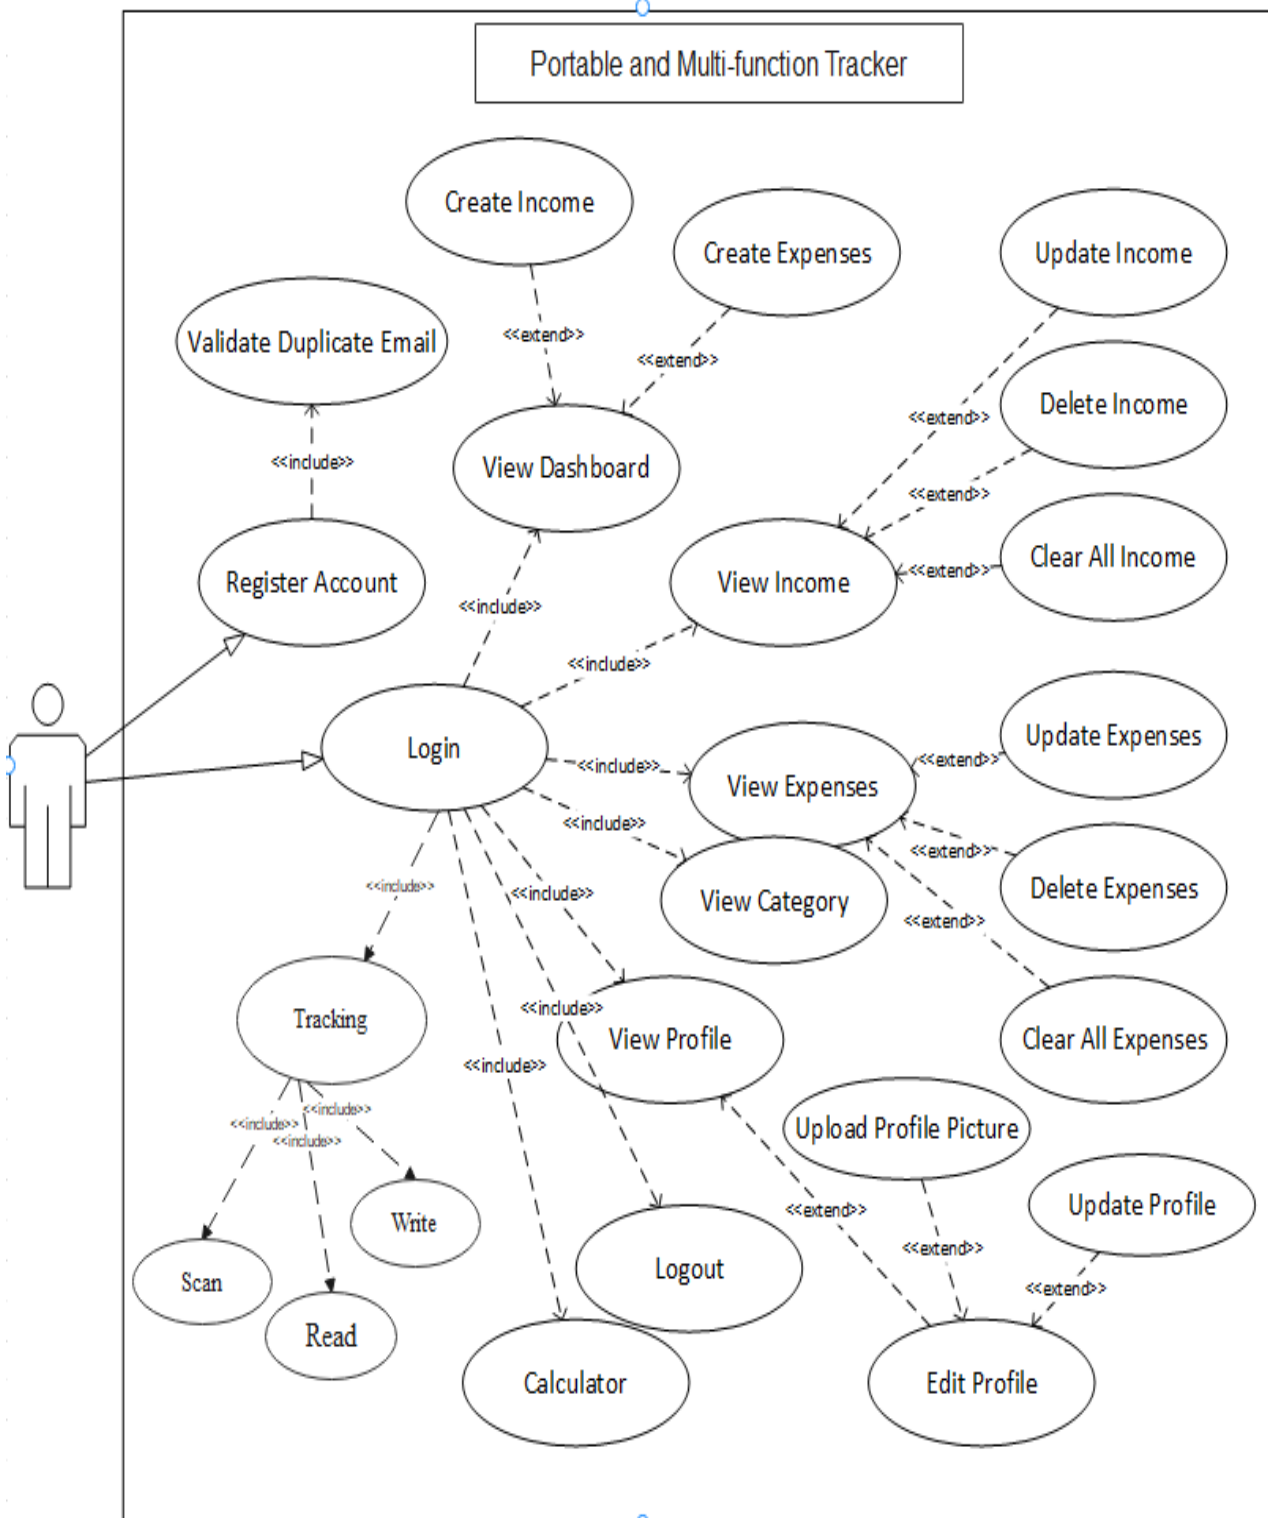 Portable and Multi-function Tracker
Create Income
Create Expenses
Update Income
Validate Duplicate Email
<<extend>>
<<extend>>
Delete Income
<<extend>>
<<include>>
View Dashboard
<<extend>>
Clear All Income
Register Account
View Income
<<extend>>
<<include>>
<<include>>
Login
Update Expenses
<<include>>
View Expenses
<<extend>>
<<include>>
<<extend>>
<<include>>
<<include>>
View Category
Delete Expenses
<<extend>>
Tracking
<<include>>
View Profile
Clear All Expenses
<<include>>
<<include>>
<<include>>
<<include>>
Upload Profile Picture
Write
<<extend>>
Update Profile
<<extend>>
Scan
Logout
<<extend>>
Read
Calculator
Edit Profile